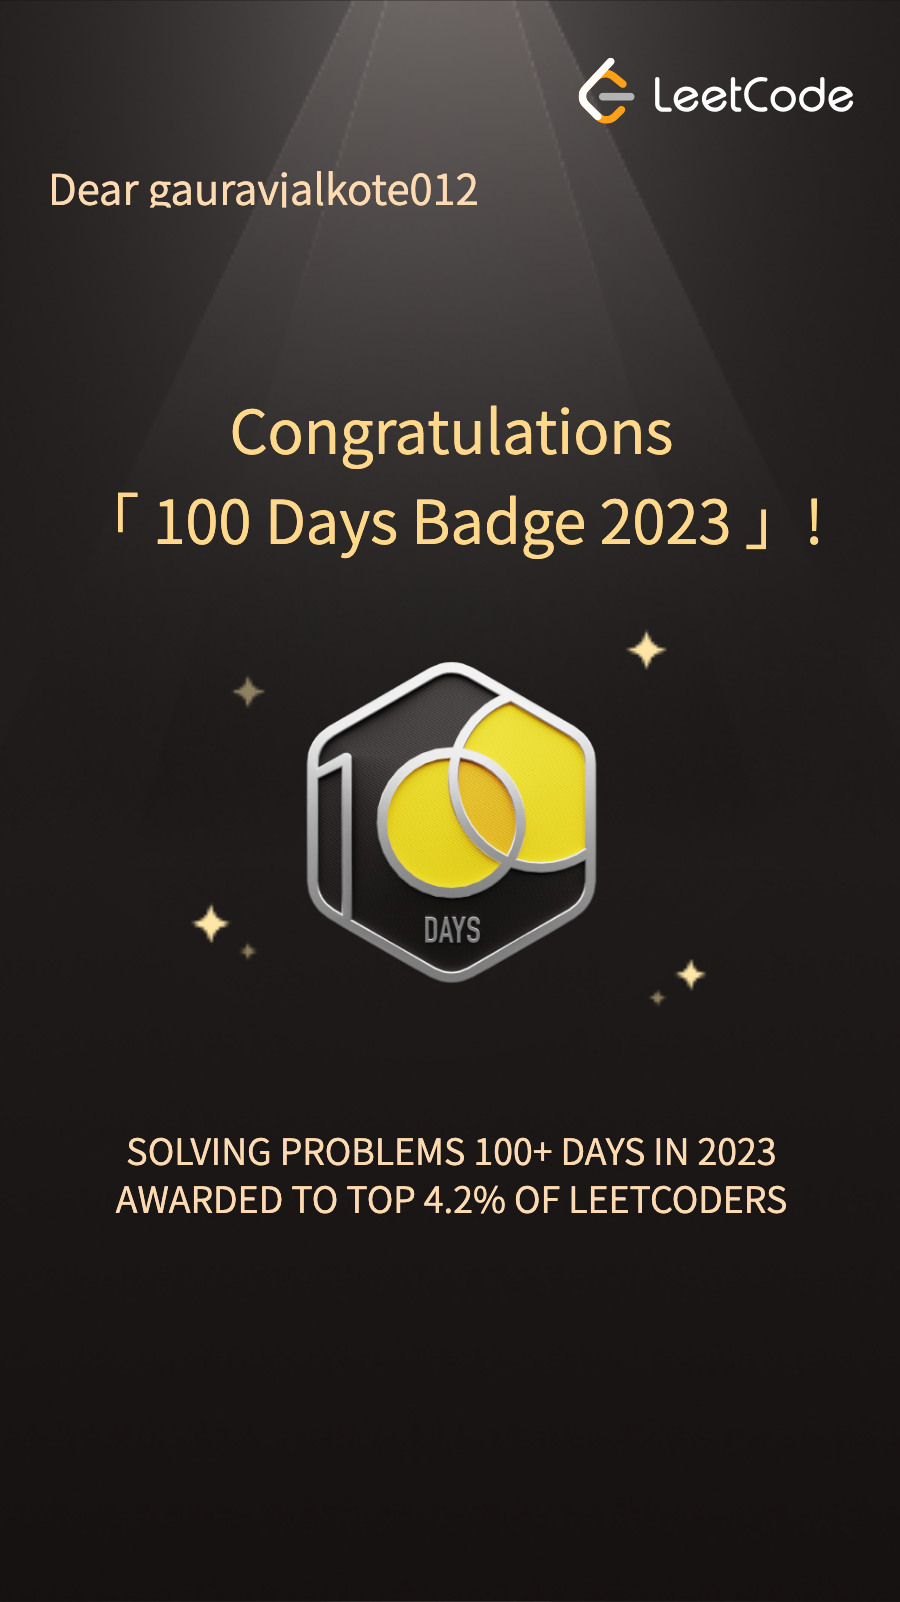 LeetCode
Dear gauravjalkote012
Congratulations
「 100 Days Badge 2023 」 !
100
DAYS
SOLVING PROBLEMS 100+ DAYS IN 2023
AWARDED TO TOP 4.2% OF LEETCODERS